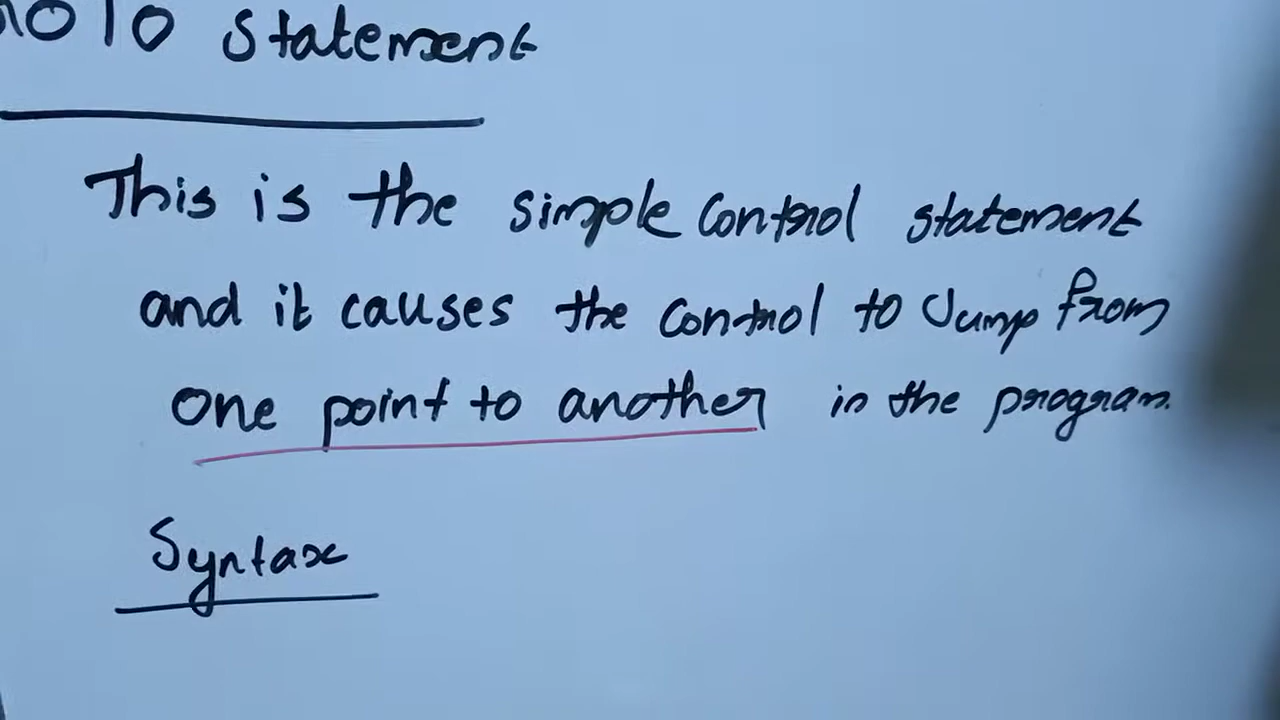 To statement
This is the simple control statement
and it causes the control to Jump from
one point to another in the program.
Syntax